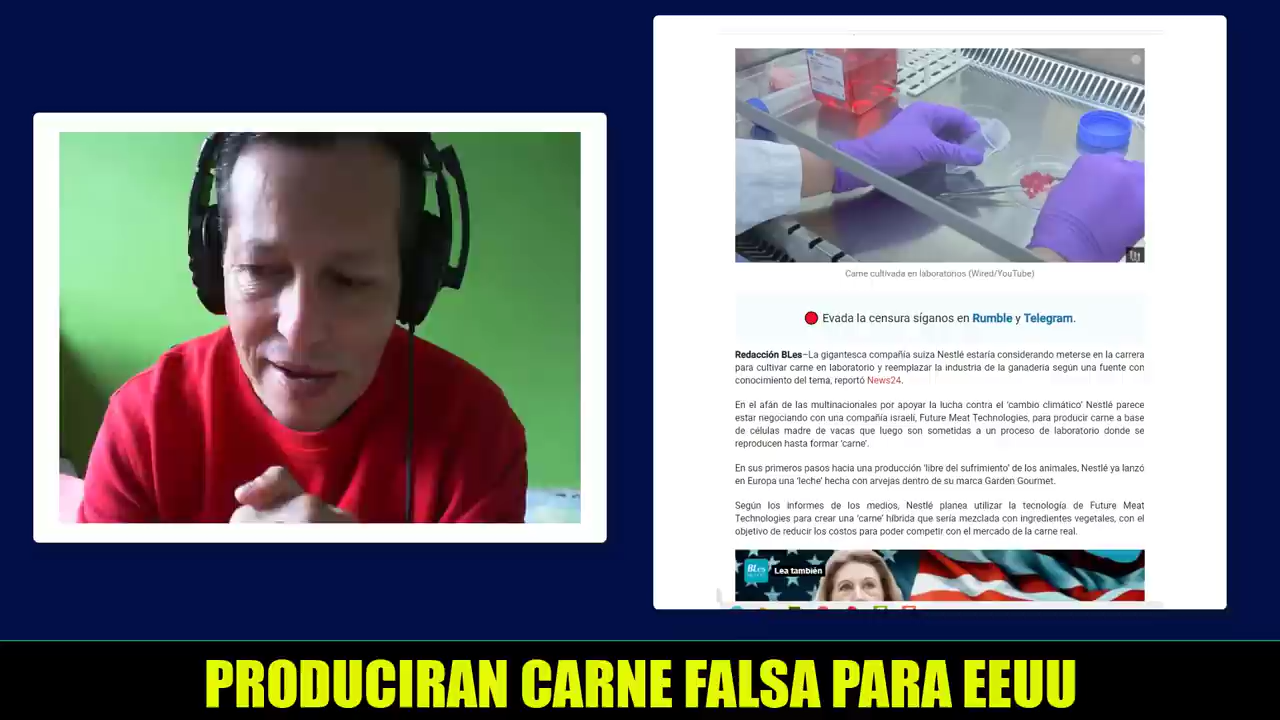 Carne cultivada en laboratorios (Wired/YouTube)
Evada la censura síganos en Rumble y Telegram.
Redacción BLes–La gigantesca compañía suiza Nestlé estaría considerando meterse en la carrera
para cultivar carne en laboratorio y reemplazar la industria de la ganadería según una fuente con
conocimiento del tema, reportó News24.
En el afán de las multinacionales por apoyar la lucha contra el ‘cambio climático’ Nestlé parece
estar negociando con una compañía israelí, Future Meat Technologies, para producir carne a base
de células madre de vacas que luego son sometidas a un proceso de laboratorio donde se
reproducen hasta formar ‘carne’.
En sus primeros pasos hacia una producción ‘libre del sufrimiento’ de los animales, Nestlé ya lanzó
en Europa una ‘leche’ hecha con arvejas dentro de su marca Garden Gourmet.
Según los informes de los medios, Nestlé planea utilizar la tecnología de Future Meat
Technologies para crear una ‘carne’ híbrida que sería mezclada con ingredientes vegetales, con el
objetivo de reducir los costos para poder competir con el mercado de la carne real.
BLes
Lea también
PRODUCIRAN CARNE FALSA PARA EEUU